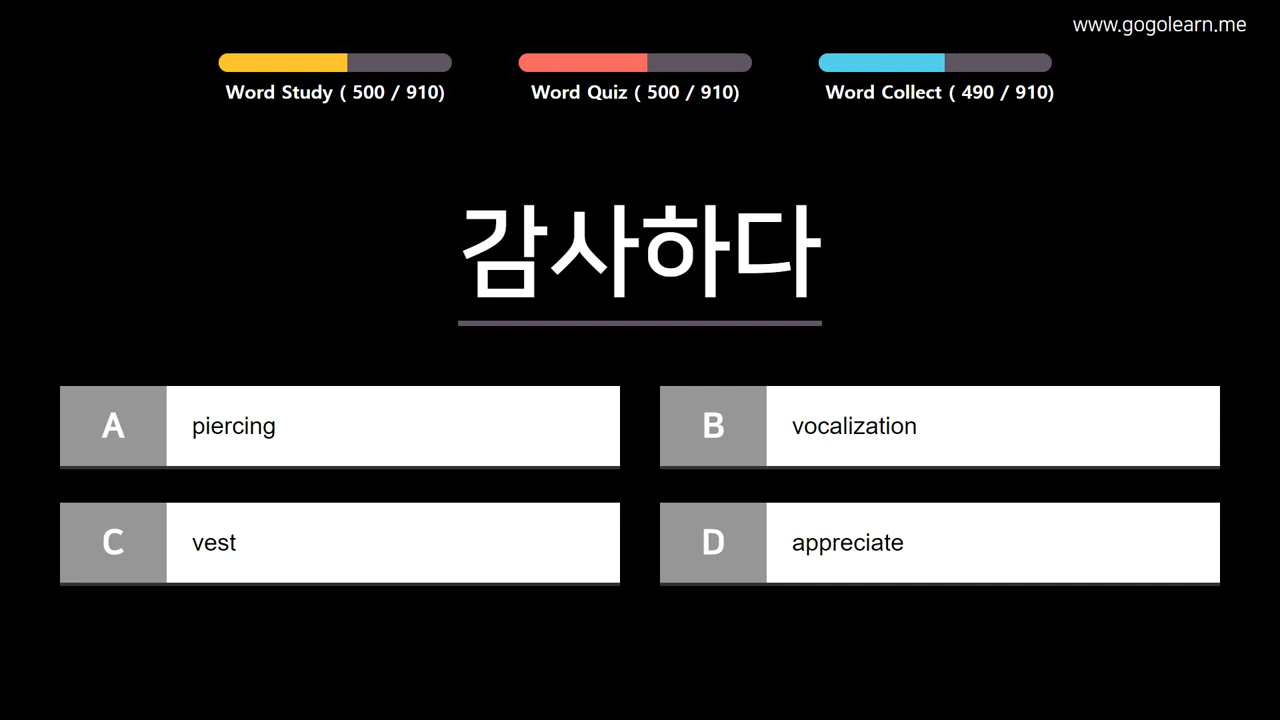 www.gogolearn.me
Word Study ( 500 / 910)
Word Quiz ( 500 / 910)
Word Collect ( 490 / 910)
감사하다
A piercing
B vocalization
C vest
D appreciate